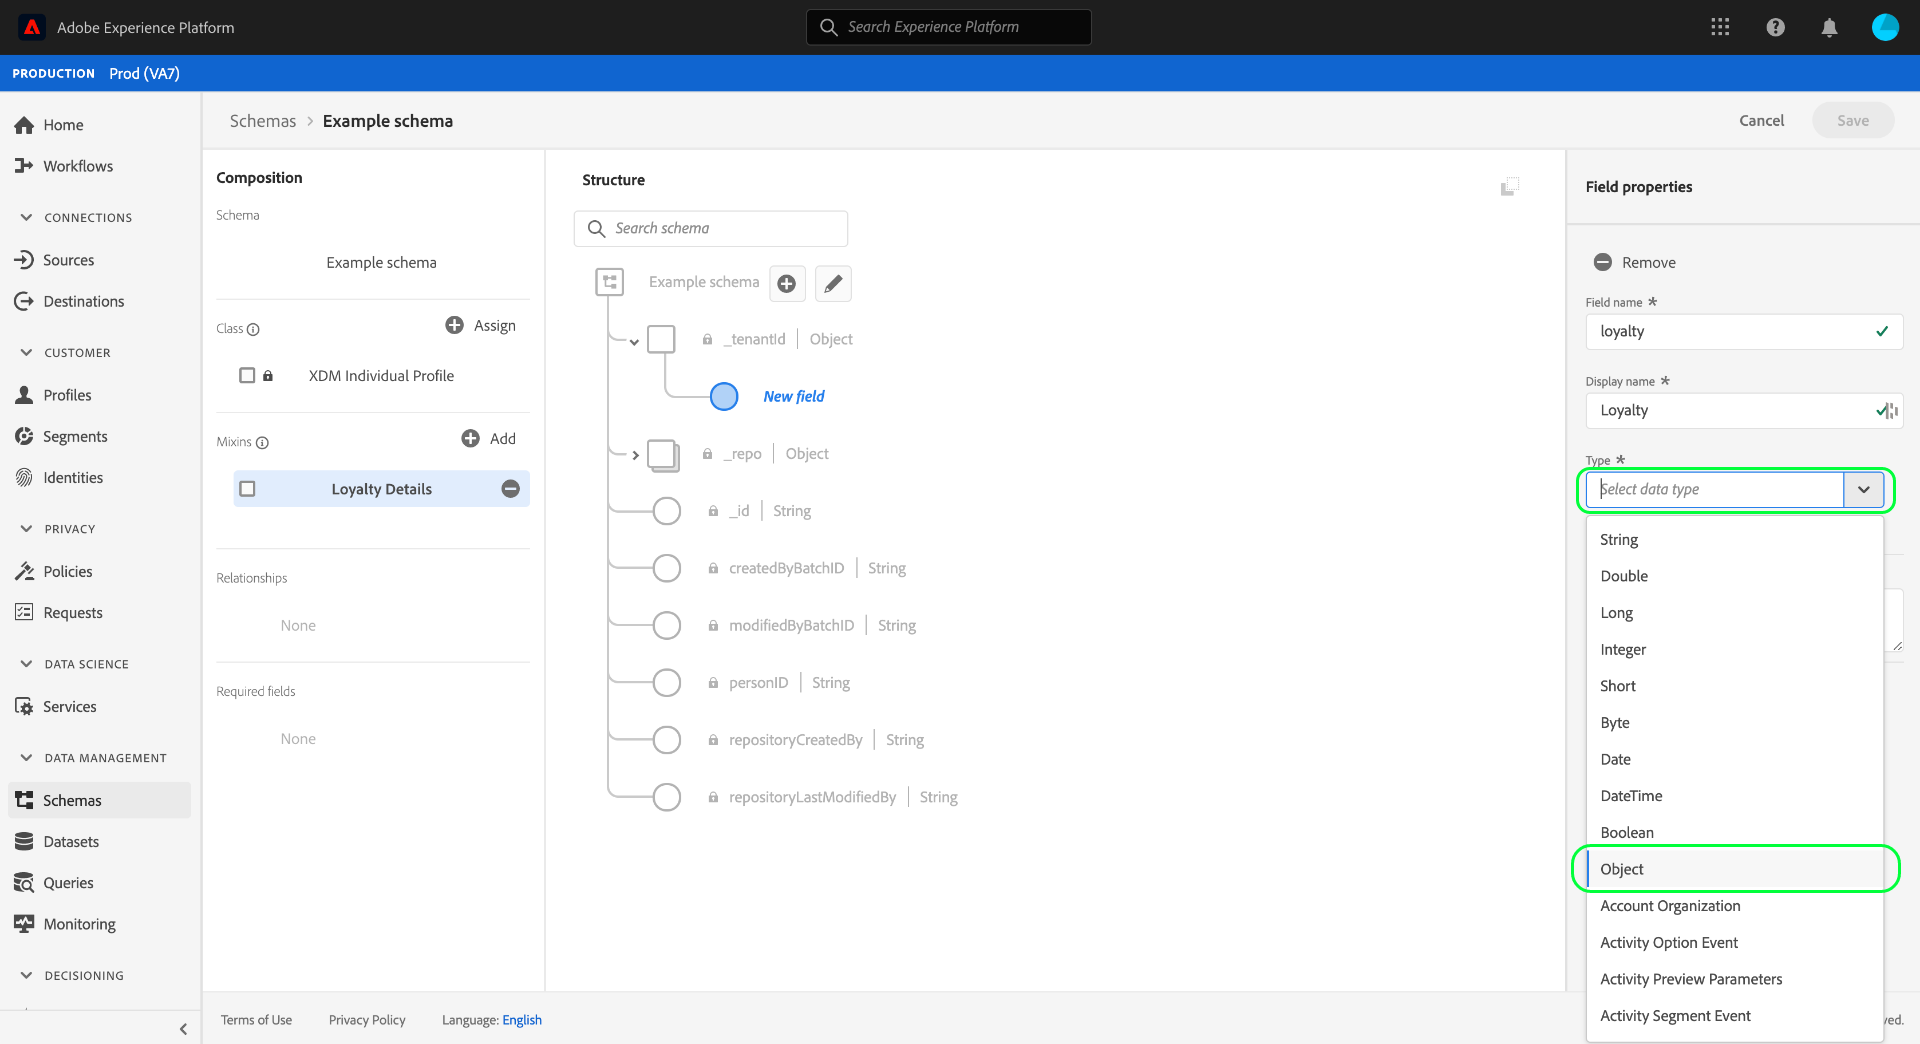 Adobe Experience Platform
Search Experience Platform
PRODUCTION Prod (VA7)
Home
Workflows
CONNECTIONS
Sources
Destinations
CUSTOMER
Profiles
Segments
Identities
PRIVACY
Policies
Requests
DATA SCIENCE
Services
DATA MANAGEMENT
Schemas
Datasets
Queries
Monitoring
DECISIONING
Schemas > Example schema
Cancel
Save
Composition
Schema
Example schema
Class
Assign
XDM Individual Profile
Mixins
Add
Loyalty Details
Relationships
None
Required fields
None
Structure
Search schema
Example schema
_tenantId | Object
New field
_repo | Object
_id | String
createdByBatchID | String
modifiedByBatchID | String
personID | String
repositoryCreatedBy | String
repositoryLastModifiedBy | String
Field properties
Remove
Field name *
loyalty
Display name *
Loyalty
Type *
Select data type
String
Double
Long
Integer
Short
Byte
Date
DateTime
Boolean
Object
Account Organization
Activity Option Event
Activity Preview Parameters
Activity Segment Event
Terms of Use
Privacy Policy
Language: English
ved.